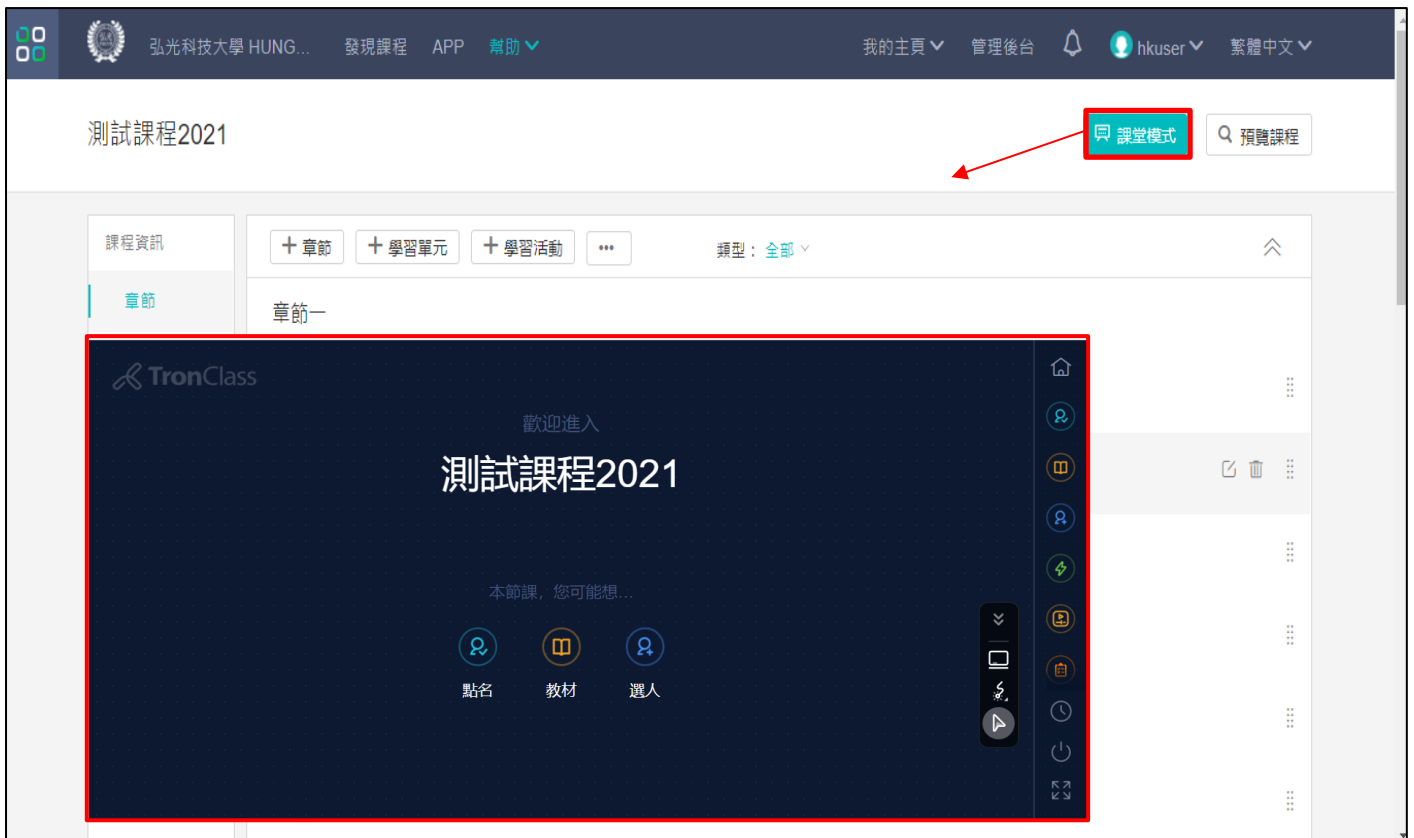 弘光科技大學 HUNG... 發現課程 APP 幫助 我的主頁 管理後台 hkuser 繁體中文
測試課程2021 課堂模式 預覽課程
課程資訊 章節 學習單元 學習活動 ... 類型： 全部
章節
章節一
TronClass
歡迎進入
測試課程2021
本節課, 您可能想...
點名 教材 選人